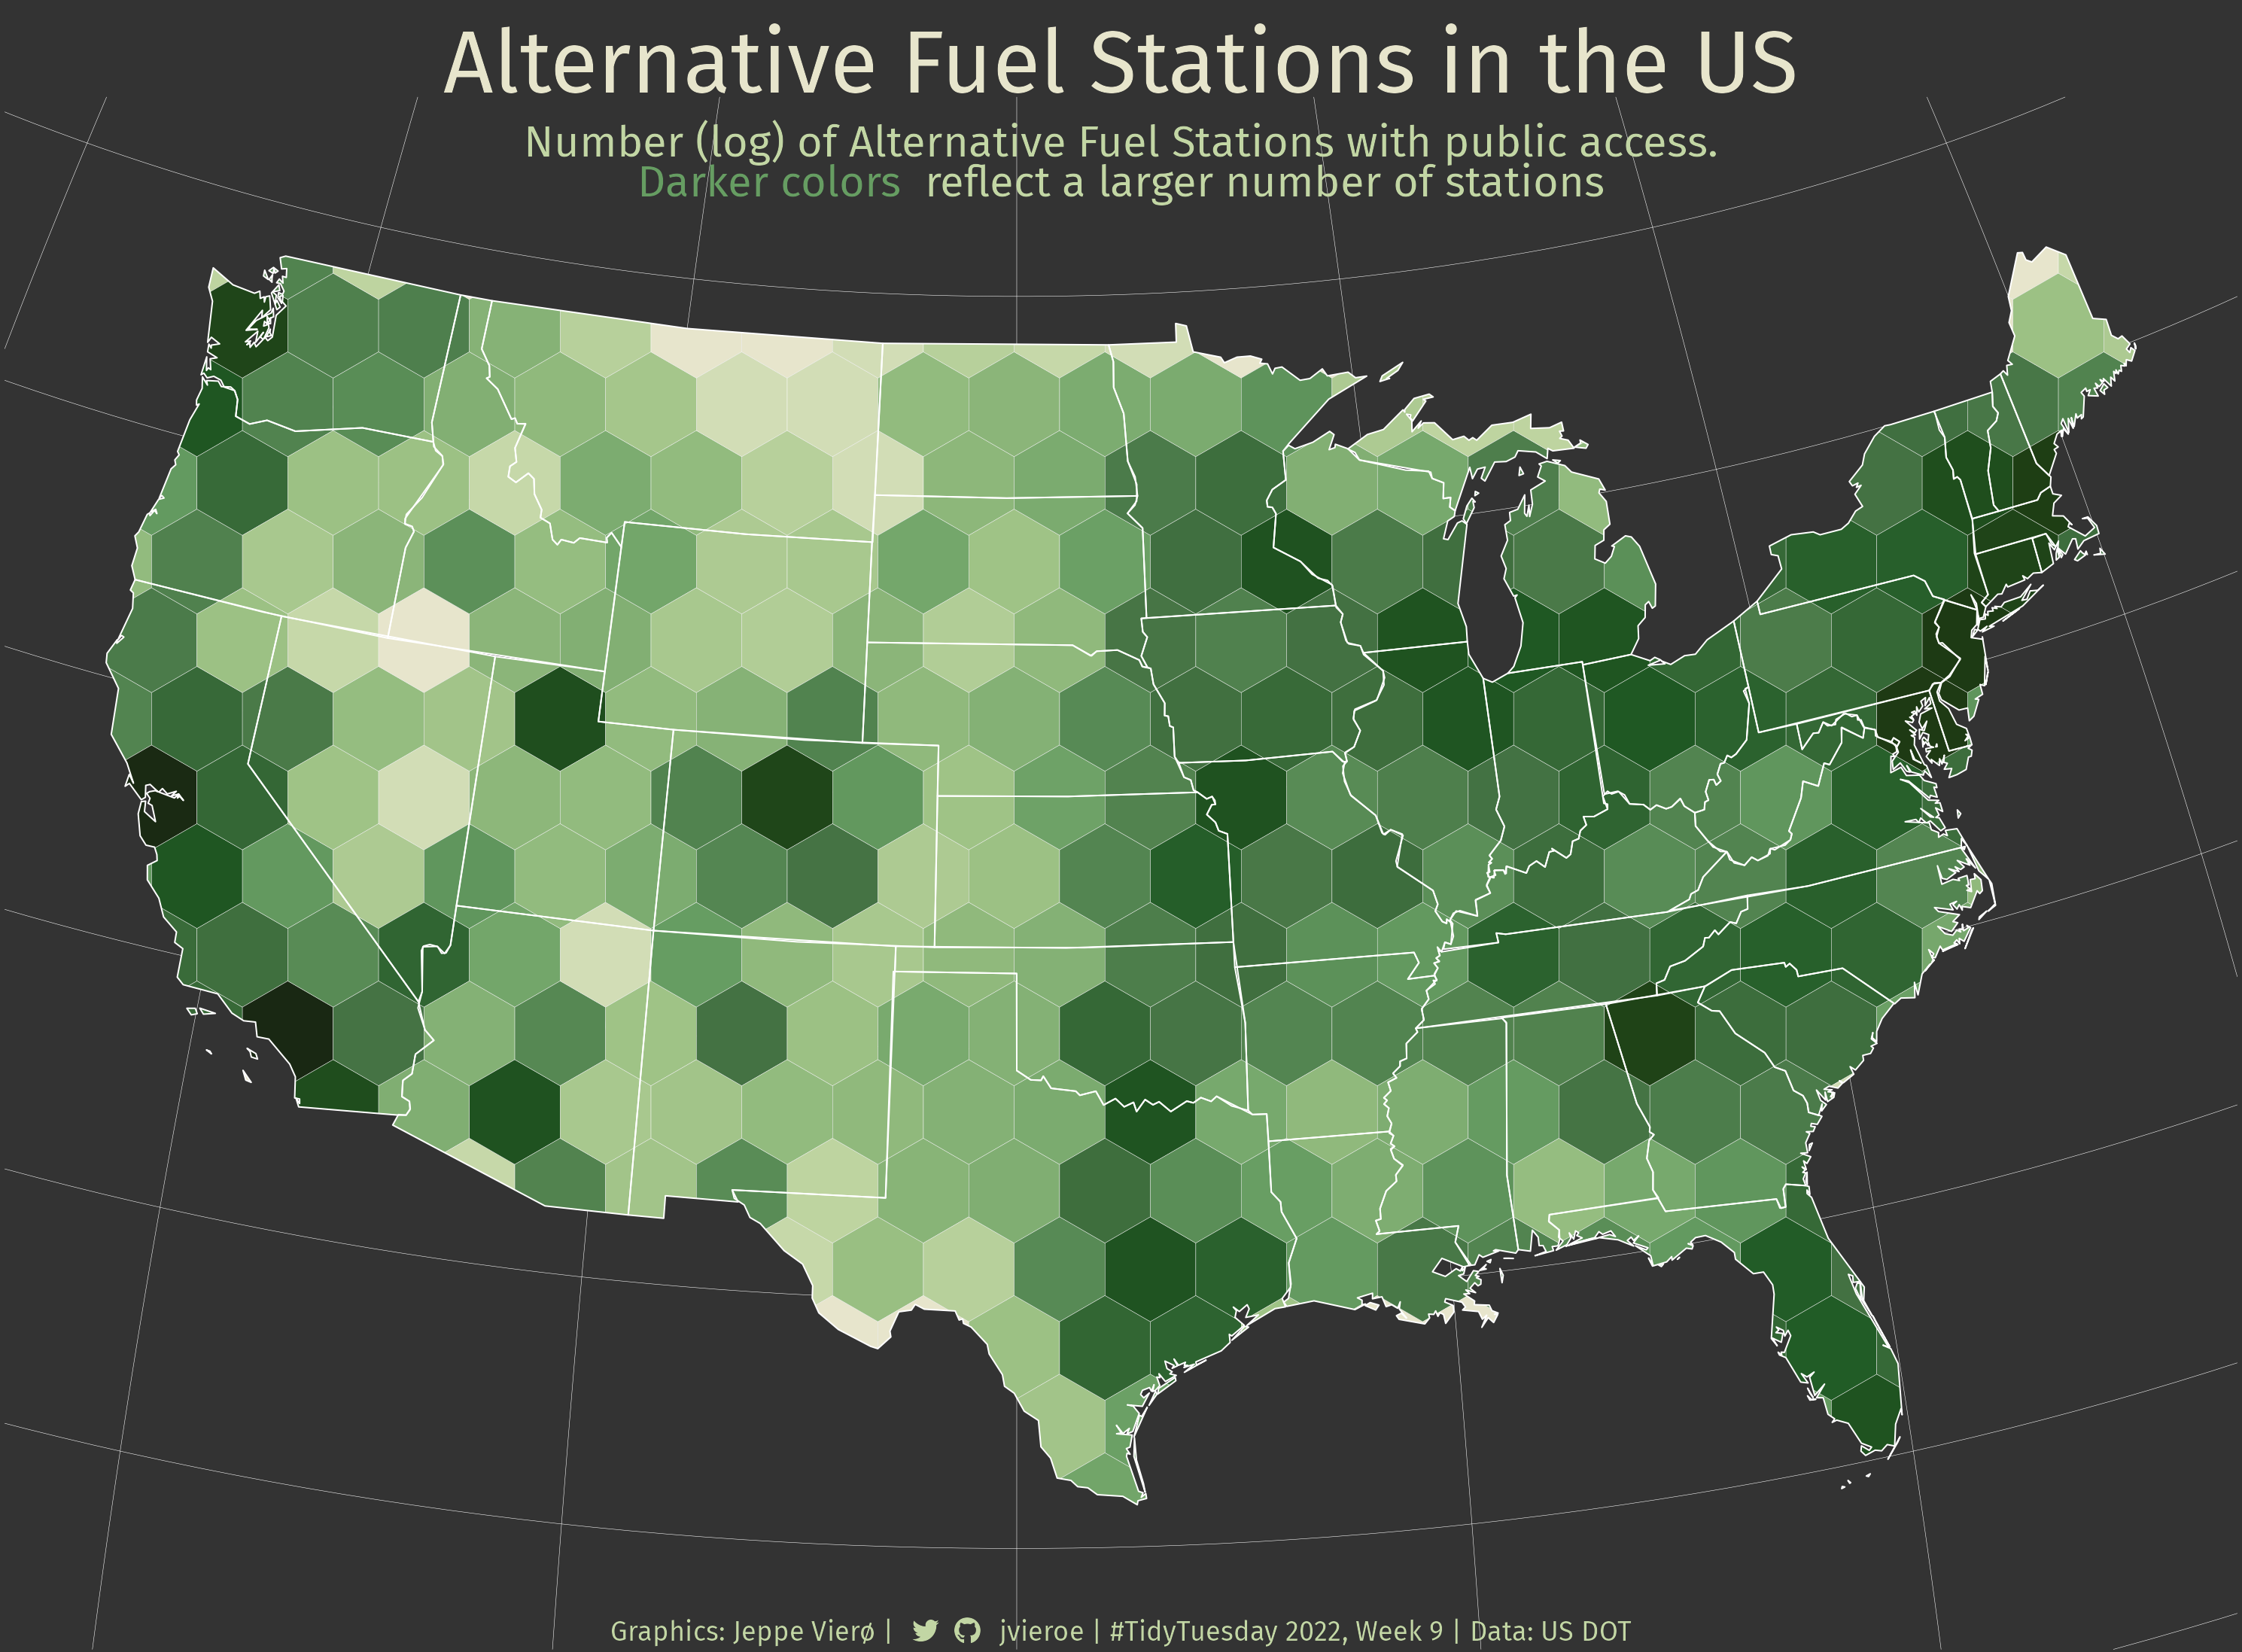 Alternative Fuel Stations in the US
Number (log) of Alternative Fuel Stations with public access.
Darker colors reflect a larger number of stations
Graphics: Jeppe Vierø | jvieroe | #TidyTuesday 2022, Week 9 | Data: US DOT